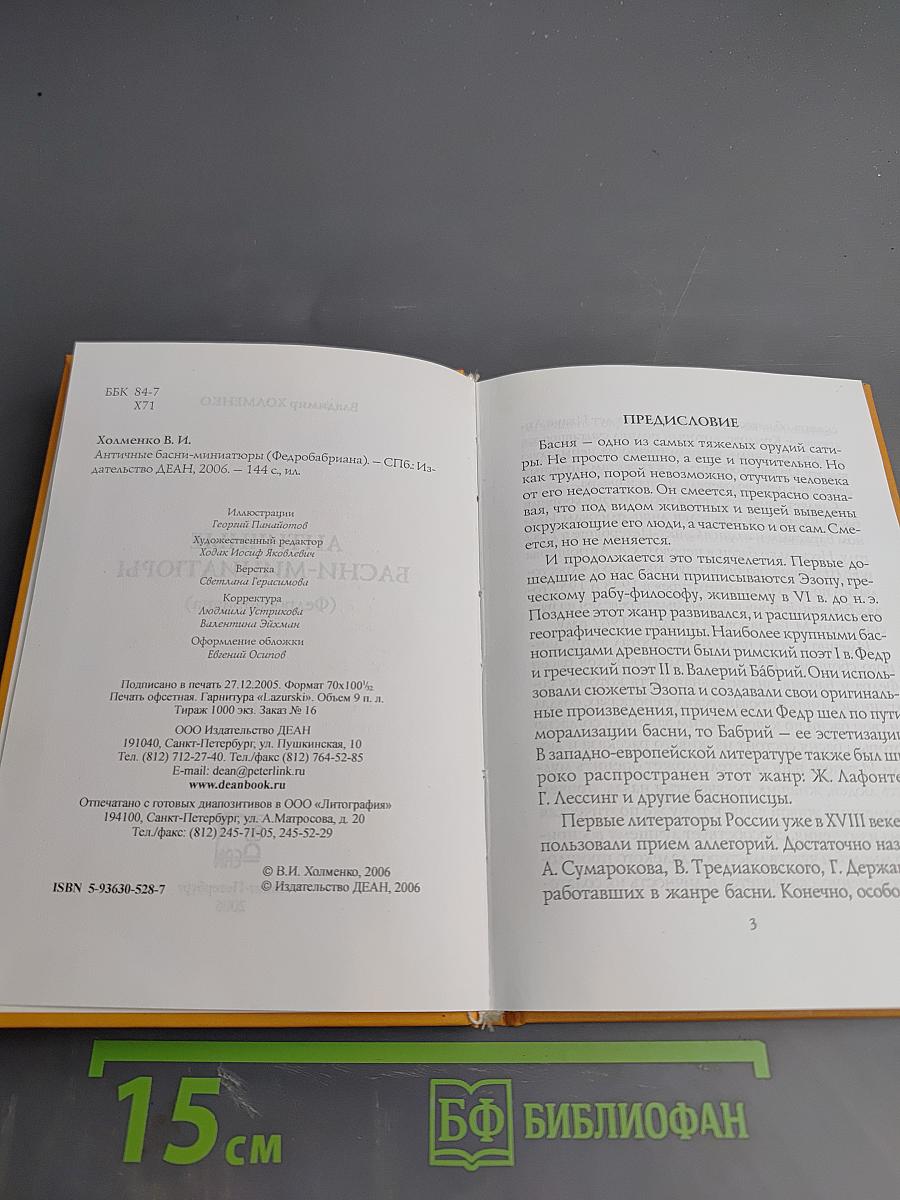 ББК 84-7
Х71
Холменко В. И.
Античные басни-миниатюры (Федробабриана). – СПб.: Из-
дательство ДЕАН, 2006. – 144 с., ил.
Иллюстрации
Георгий Панайотов
Художественный редактор
Ходак Иосиф Яковлевич
Верстка
Светлана Герасимова
Корректура
Людмила Устрикова
Валентина Эйхман
Оформление обложки
Евгений Осипов
Подписано в печать 27.12.2005. Формат 70х100 1/32
Печать офестная. Гарнитура «Lazurski». Объем 9 п. л.
Тираж 1000 экз. Заказ № 16
ООО Издательство ДЕАН
191040, Санкт-Петербург, ул. Пушкинская, 10
Тел. (812) 712-27-40. Тел./факс (812) 764-52-85
E-mail: dean@peterlink.ru
www.deanbook.ru
Отпечатано с готовых диапозитивов в ООО «Литография»
194100, Санкт-Петербург, ул. А.Матросова, д. 20
Тел./факс: (812) 245-71-05, 245-52-29
© В.И. Холменко, 2006
ISBN 5-93630-528-7 © Издательство ДЕАН, 2006
ПРЕДИСЛОВИЕ
Басня – одно из самых тяжелых орудий сати-
ры. Не просто смешно, а еще и поучительно. Но
как трудно, порой невозможно, отучить человека
от его недостатков. Он смеется, прекрасно созна-
вая, что под видом животных и вещей выведены
окружающие его люди, а частенько и он сам. Сме-
ется, но не меняется.
И продолжается это тысячелетия. Первые до-
шедшие до нас басни приписываются Эзопу, гре-
ческому рабу-философу, жившему в VI в. до н. э.
Позднее этот жанр развивался, и расширялись его
географические границы. Наиболее крупными бас-
нописцами древности были римский поэт I в. Федр
и греческий поэт II в. Валерий Ба́брий. Они исполь-
зовали сюжеты Эзопа и создавали свои оригиналь-
ные произведения, причем если Федр шел по пути
морализации басни, то Бабрий – ее эстетизации
В западно-европейской литературе также был ши
роко распространен этот жанр: Ж. Лафонте
Г. Лессинг и другие баснописцы.
Первые литераторы России уже в XVIII веке
пользовали прием аллегорий. Достаточно наз
А. Сумарокова, В. Тредиаковского, Г. Держа
работавших в жанре басни. Конечно, особо
3
15 см БФ БИБЛИОФАН